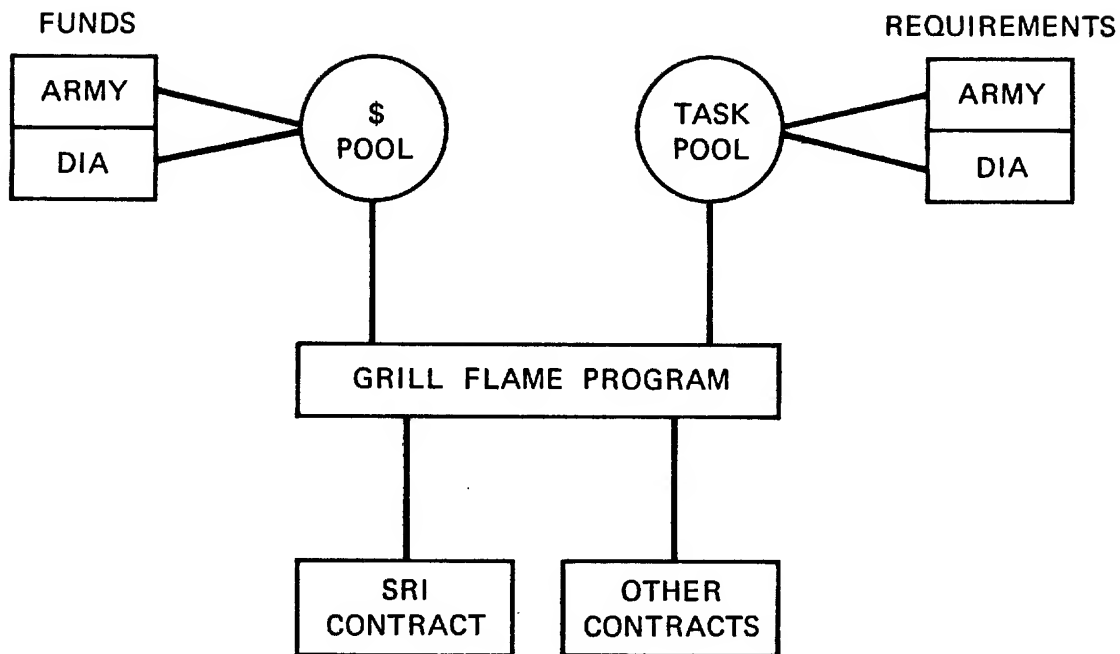 FUNDS
REQUIREMENTS
ARMY
DIA
$
POOL
TASK
POOL
ARMY
DIA
GRILL FLAME PROGRAM
SRI
CONTRACT
OTHER
CONTRACTS